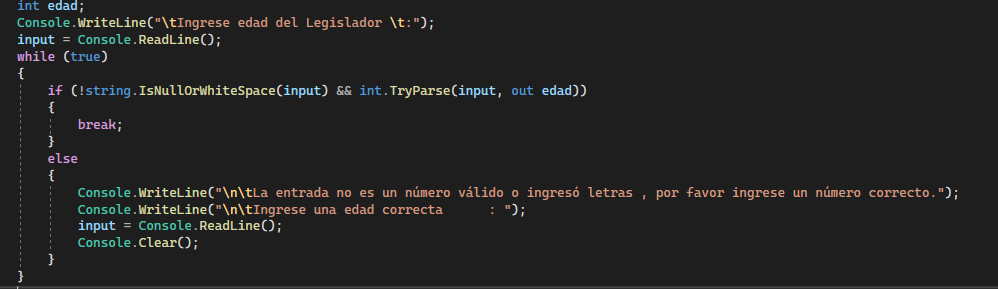 int edad;
Console.WriteLine("\tIngrese edad del Legislador \t:");
input = Console.ReadLine();
while (true)
{
    if (!string.IsNullOrWhiteSpace(input) && int.TryParse(input, out edad))
    {
        break;
    }
    else
    {
        Console.WriteLine("\n\tLa entrada no es un número válido o ingresó letras , por favor ingrese un número correcto.");
        Console.WriteLine("\n\tIngrese una edad correcta      : ");
        input = Console.ReadLine();
        Console.Clear();
    }
}